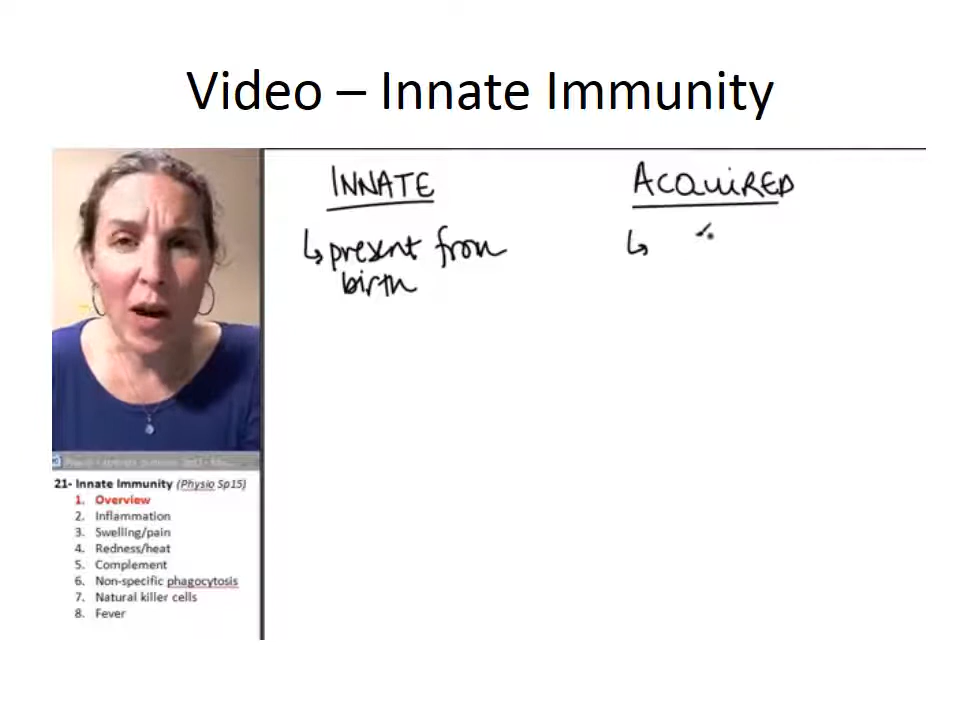 Video – Innate Immunity
INNATE
ACQUIRED
↳ present from
birth
↳
21- Innate Immunity (Physio Sp15)
1. Overview
2. Inflammation
3. Swelling/pain
4. Redness/heat
5. Complement
6. Non-specific phagocytosis
7. Natural killer cells
8. Fever